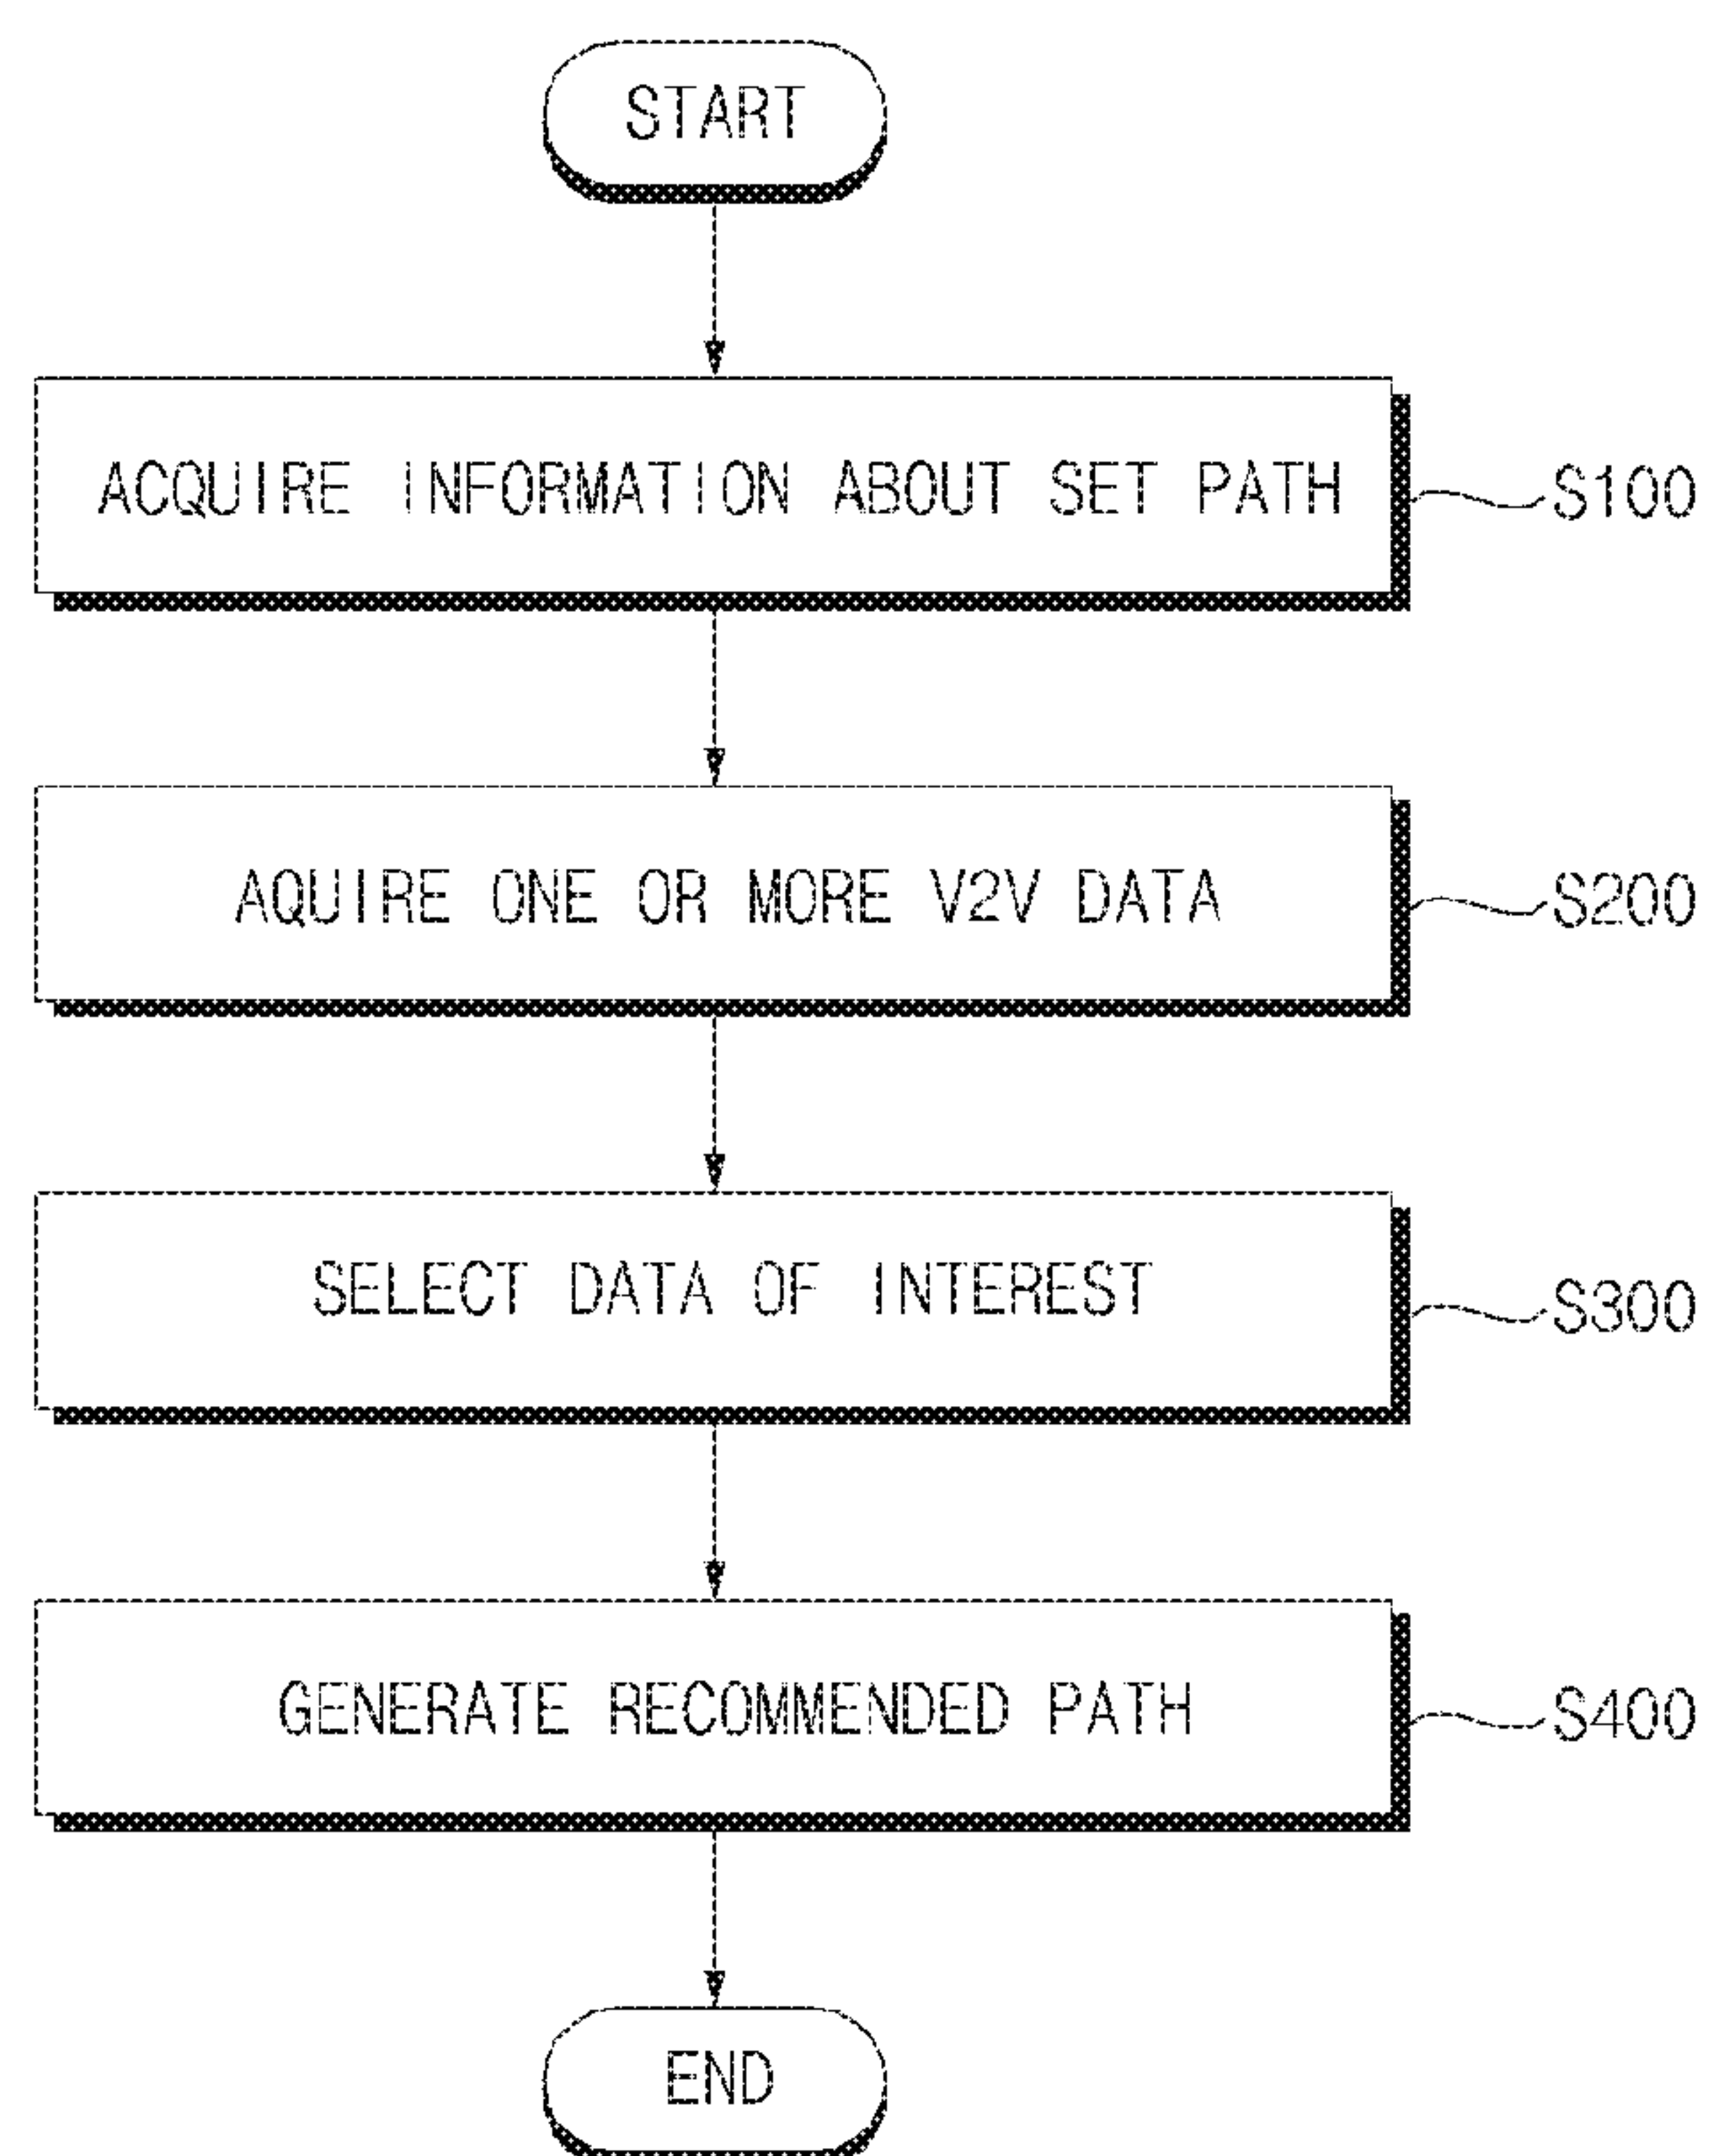 START
ACQUIRE INFORMATION ABOUT SET PATH
S100
AQUIRE ONE OR MORE V2V DATA
S200
SELECT DATA OF INTEREST
S300
GENERATE RECOMMENDED PATH
S400
END